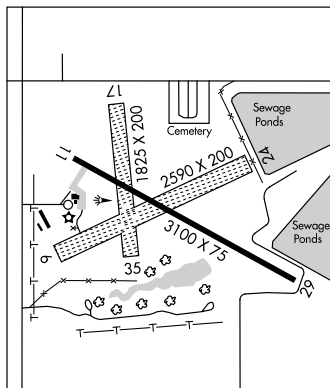 17
Sewage
Ponds
Cemetery
1825 X 200
24
11
2590 X 200
3100 X 75
Sewage
Ponds
6
35
29